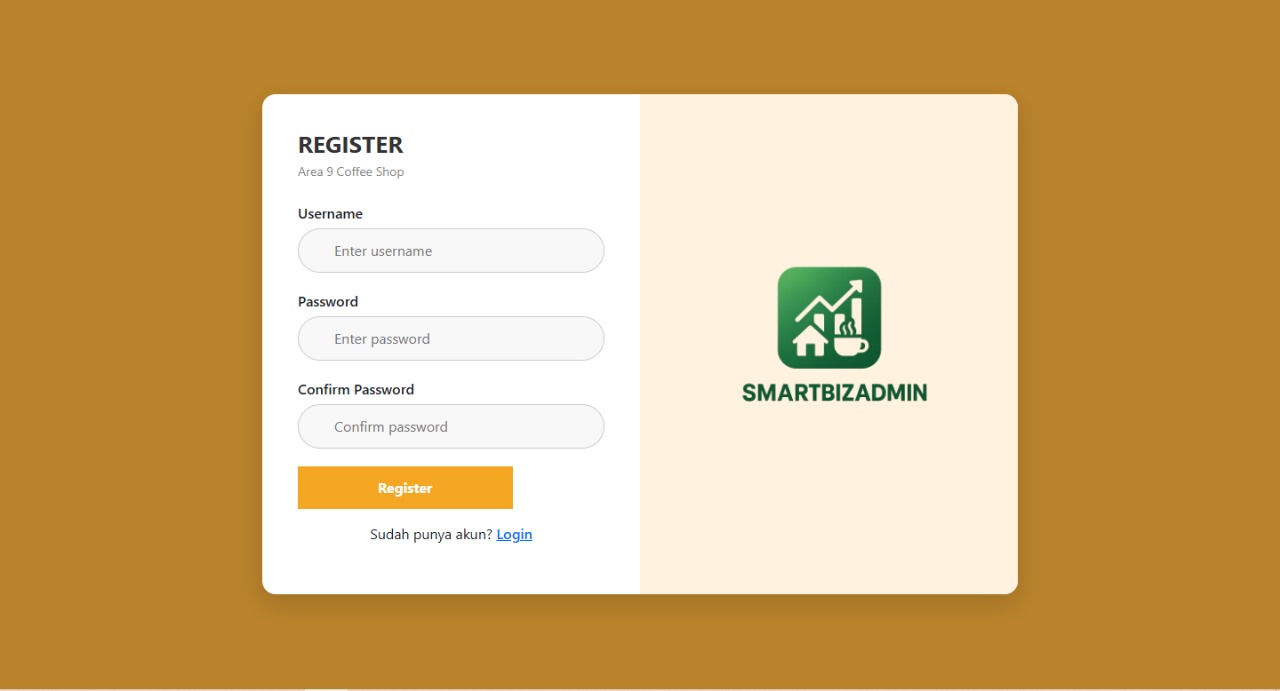 REGISTER
Area 9 Coffee Shop
Username
Enter username
Password
Enter password
Confirm Password
Confirm password
Register
Sudah punya akun? Login
SMARTBIZADMIN